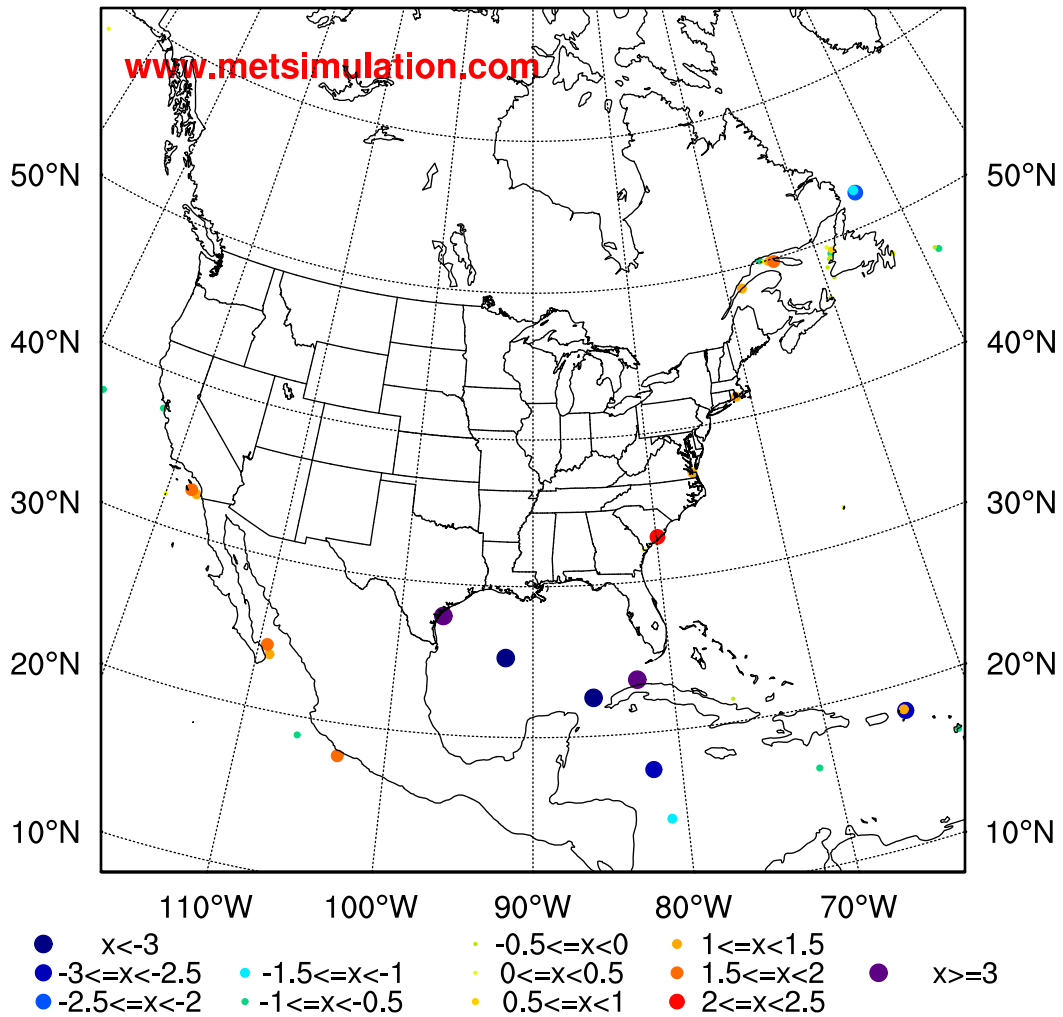 www.metsimulation.com
50°N 50°N
40°N 40°N
30°N 30°N
20°N 20°N
10°N 10°N
110°W 100°W 90°W 80°W 70°W
x<-3 -0.5<=x<0 1<=x<1.5
-3<=x<-2.5 -1.5<=x<-1 0<=x<0.5 1.5<=x<2 x>=3
-2.5<=x<-2 -1<=x<-0.5 0.5<=x<1 2<=x<2.5